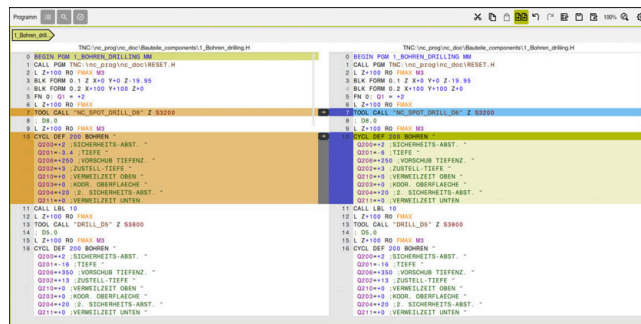 Programm
100%
1_Bohren_drill...
TNC:\nc_prog\nc_doc\Bauteile_components\1_Bohren_drilling.h
0 BEGIN PGM 1_BOHREN_DRILLING MM
1 CALL PGM TNC:\nc_prog\nc_doc\RESET.H
2 L Z+100 R0 FMAX M3
3 BLK FORM 0.1 Z X+0 Y+0 Z-19.95
4 BLK FORM 0.2 X+100 Y+100 Z+0
5 FN 0: Q1 = +2
6 L Z+100 R0 FMAX
7 TOOL CALL "NC_SPOT_DRILL_D8" Z S3200
8 ; D8,0
9 L Z+100 R0 FMAX M3
10 CYCL DEF 200 BOHREN ~
Q200=+2 ;SICHERHEITS-ABST. ~
Q201=-3.4 ;TIEFE ~
Q206=+250 ;VORSCHUB TIEFENZ. ~
Q202=+3 ;ZUSTELL-TIEFE ~
Q210=+0 ;VERWEILZEIT OBEN ~
Q203=+0 ;KOOR. OBERFLAECHE ~
Q204=+20 ;2. SICHERHEITS-ABST. ~
Q211=+0 ;VERWEILZEIT UNTEN
11 CALL LBL 10
12 L Z+100 R0 FMAX
13 TOOL CALL "DRILL_D5" Z S3800
14 ; D5,0
15 L Z+100 R0 FMAX M3
16 CYCL DEF 200 BOHREN ~
Q200=+2 ;SICHERHEITS-ABST. ~
Q201=-16 ;TIEFE ~
Q206=+350 ;VORSCHUB TIEFENZ. ~
Q202=+13 ;ZUSTELL-TIEFE ~
Q210=+0 ;VERWEILZEIT OBEN ~
Q203=+0 ;KOOR. OBERFLAECHE ~
Q204=+20 ;2. SICHERHEITS-ABST. ~
Q211=+0 ;VERWEILZEIT UNTEN ~
TNC:\nc_prog\nc_doc\Bauteile_components\1_Bohren_drilling.h
0 BEGIN PGM 1_BOHREN_DRILLING MM
1 CALL PGM TNC:\nc_prog\nc_doc\RESET.H
2 L Z+100 R0 FMAX M3
3 BLK FORM 0.1 Z X+0 Y+0 Z-19.95
4 BLK FORM 0.2 X+100 Y+100 Z+0
5 FN 0: Q1 = +2
6 L Z+100 R0 FMAX
7 TOOL CALL "NC_SPOT_DRILL_D6" Z S3200
8 ; D8,0
9 L Z+100 R0 FMAX M3
10 CYCL DEF 200 BOHREN ~
Q200=+2 ;SICHERHEITS-ABST. ~
Q201=-6 ;TIEFE ~
Q206=+250 ;VORSCHUB TIEFENZ. ~
Q202=+3 ;ZUSTELL-TIEFE ~
Q210=+0 ;VERWEILZEIT OBEN ~
Q203=+0 ;KOOR. OBERFLAECHE ~
Q204=+20 ;2. SICHERHEITS-ABST. ~
Q211=+0 ;VERWEILZEIT UNTEN
11 CALL LBL 10
12 L Z+100 R0 FMAX
13 TOOL CALL "DRILL_D5" Z S3800
14 ; D5,0
15 L Z+100 R0 FMAX M3
16 CYCL DEF 200 BOHREN ~
Q200=+2 ;SICHERHEITS-ABST. ~
Q201=-16 ;TIEFE ~
Q206=+350 ;VORSCHUB TIEFENZ. ~
Q202=+13 ;ZUSTELL-TIEFE ~
Q210=+0 ;VERWEILZEIT OBEN ~
Q203=+0 ;KOOR. OBERFLAECHE ~
Q204=+20 ;2. SICHERHEITS-ABST. ~
Q211=+0 ;VERWEILZEIT UNTEN ~